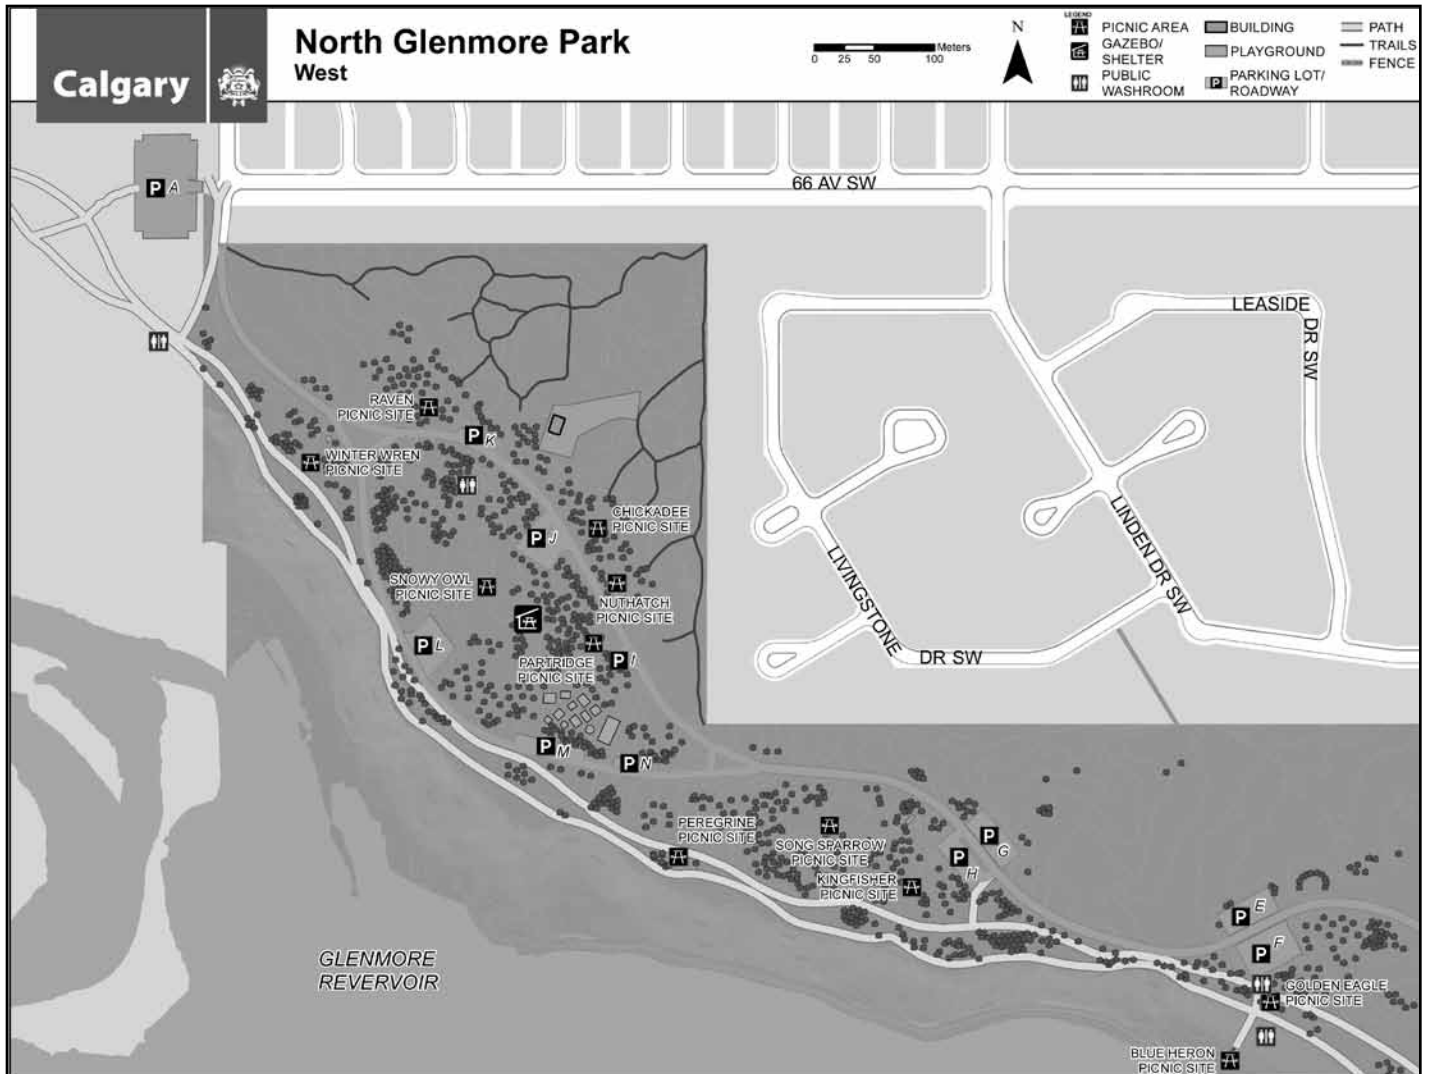 Calgary
North Glenmore Park
West
Meters
0 25 50 100
N
LEGEND
PICNIC AREA
GAZEBO/
SHELTER
PUBLIC
WASHROOM
BUILDING
PLAYGROUND
P PARKING LOT/
ROADWAY
PATH
TRAILS
FENCE
P A
66 AV SW
LEASIDE
DR SW
RAVEN
PICNIC SITE
P K
WINTER WREN
PICNIC SITE
CHICKADEE
PICNIC SITE
P J
LINDEN DR SW
LIVINGSTONE
DR SW
SNOWY OWL
PICNIC SITE
NUTHATCH
PICNIC SITE
P L
PARTRIDGE
PICNIC SITE
P I
P M
P N
PEREGRINE
PICNIC SITE
SONG SPARROW
PICNIC SITE
P G
P H
KINGFISHER
PICNIC SITE
P E
P F
GLENMORE
REVERVOIR
GOLDEN EAGLE
PICNIC SITE
BLUE HERON
PICNIC SITE